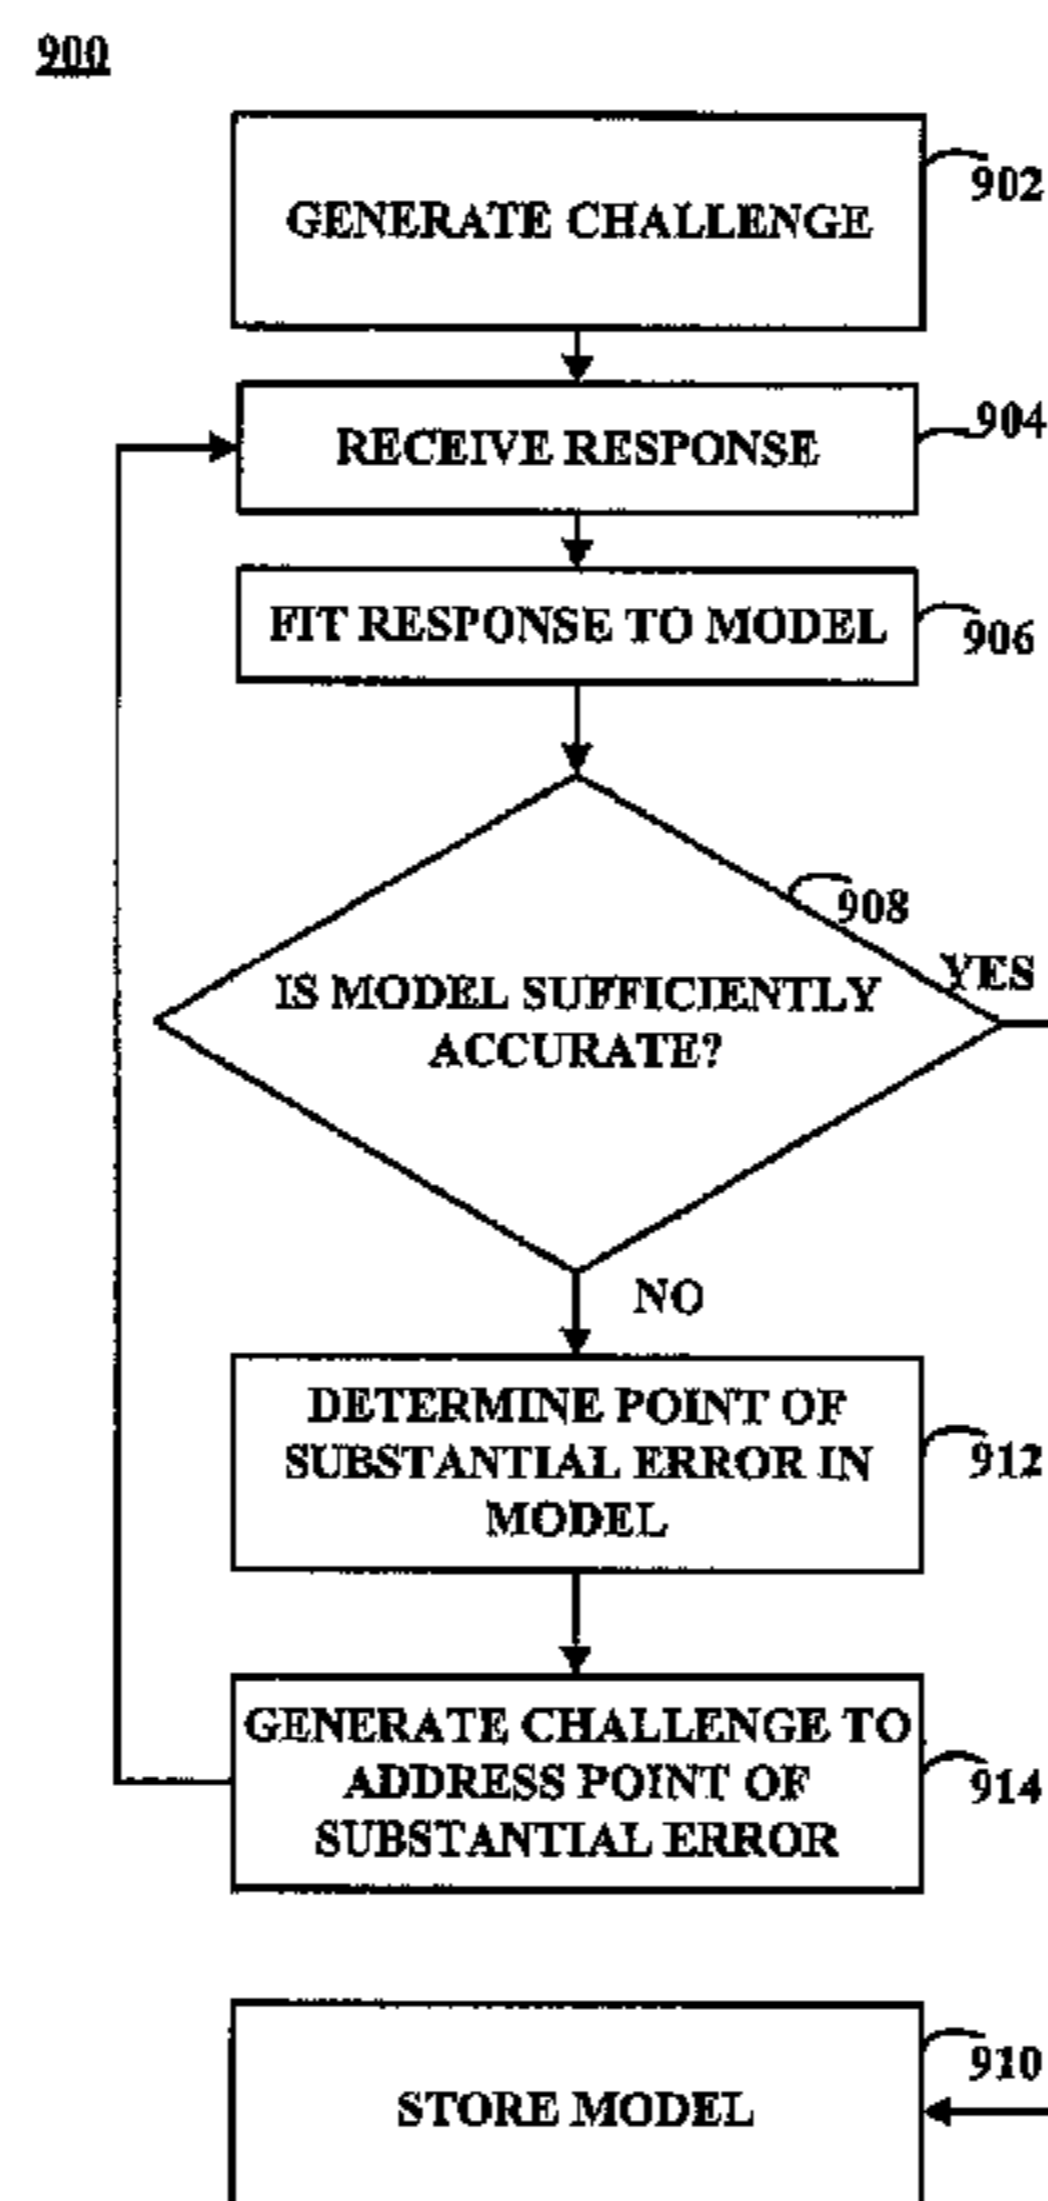 900
GENERATE CHALLENGE
902
RECEIVE RESPONSE
904
FIT RESPONSE TO MODEL
906
908
IS MODEL SUFFICIENTLY
ACCURATE?
YES
NO
DETERMINE POINT OF
SUBSTANTIAL ERROR IN
MODEL
912
GENERATE CHALLENGE TO
ADDRESS POINT OF
SUBSTANTIAL ERROR
914
STORE MODEL
910